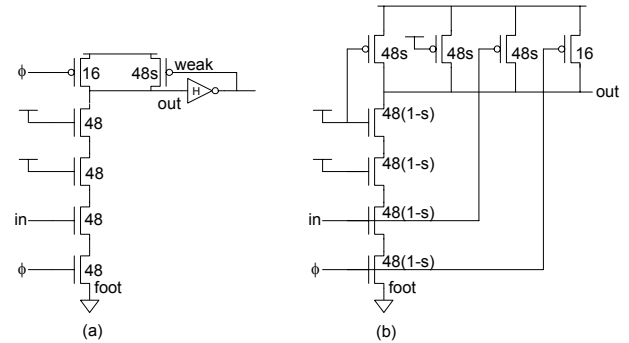 ϕ
16
48s
weak
H
out
48
48
in
48
ϕ
48
foot
(a)
48s
48s
48s
16
out
48(1-s)
48(1-s)
in
48(1-s)
ϕ
48(1-s)
foot
(b)